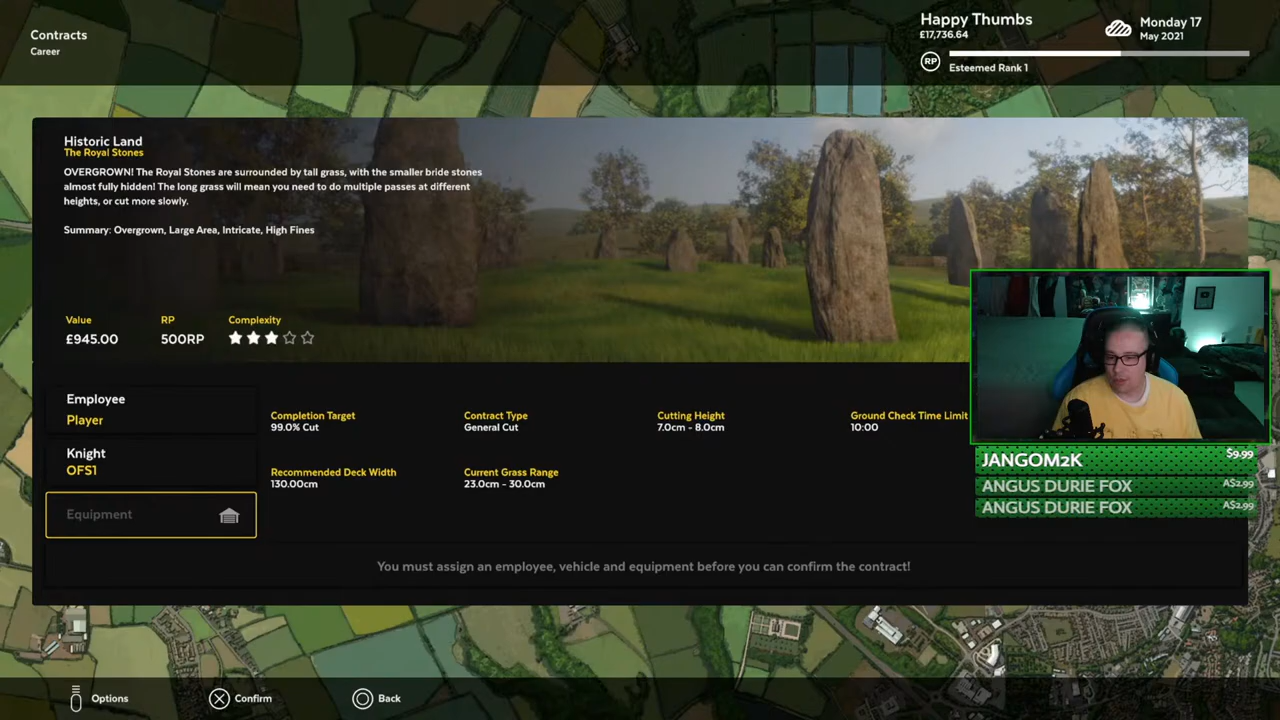 Contracts
Career
Happy Thumbs
£17,736.64
Monday 17
May 2021
RP
Esteemed Rank 1
Historic Land
The Royal Stones
OVERGROWN! The Royal Stones are surrounded by tall grass, with the smaller bride stones
almost fully hidden! The long grass will mean you need to do multiple passes at different
heights, or cut more slowly.
Summary: Overgrown, Large Area, Intricate, High Fines
Value
£945.00
RP
500RP
Complexity
Employee
Player
Knight
OFS1
Equipment
Completion Target
99.0% Cut
Contract Type
General Cut
Cutting Height
7.0cm - 8.0cm
Ground Check Time Limit
10:00
Recommended Deck Width
130.00cm
Current Grass Range
23.0cm - 30.0cm
JANGOM2K $9.99
ANGUS DURIE FOX A$2.99
ANGUS DURIE FOX A$2.99
You must assign an employee, vehicle and equipment before you can confirm the contract!
Options
Confirm
Back